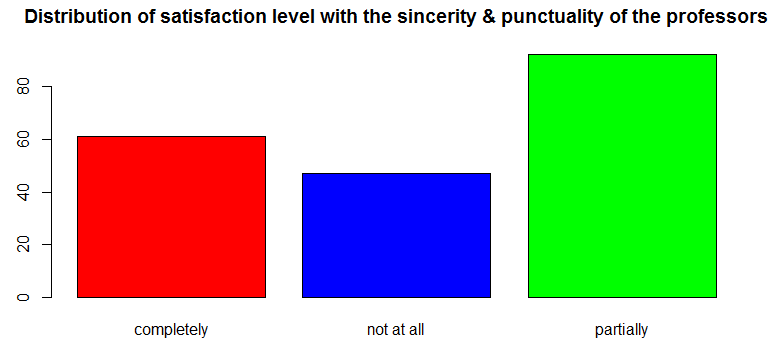 Distribution of satisfaction level with the sincerity & punctuality of the professors
80
60
40
20
0
completely not at all partially